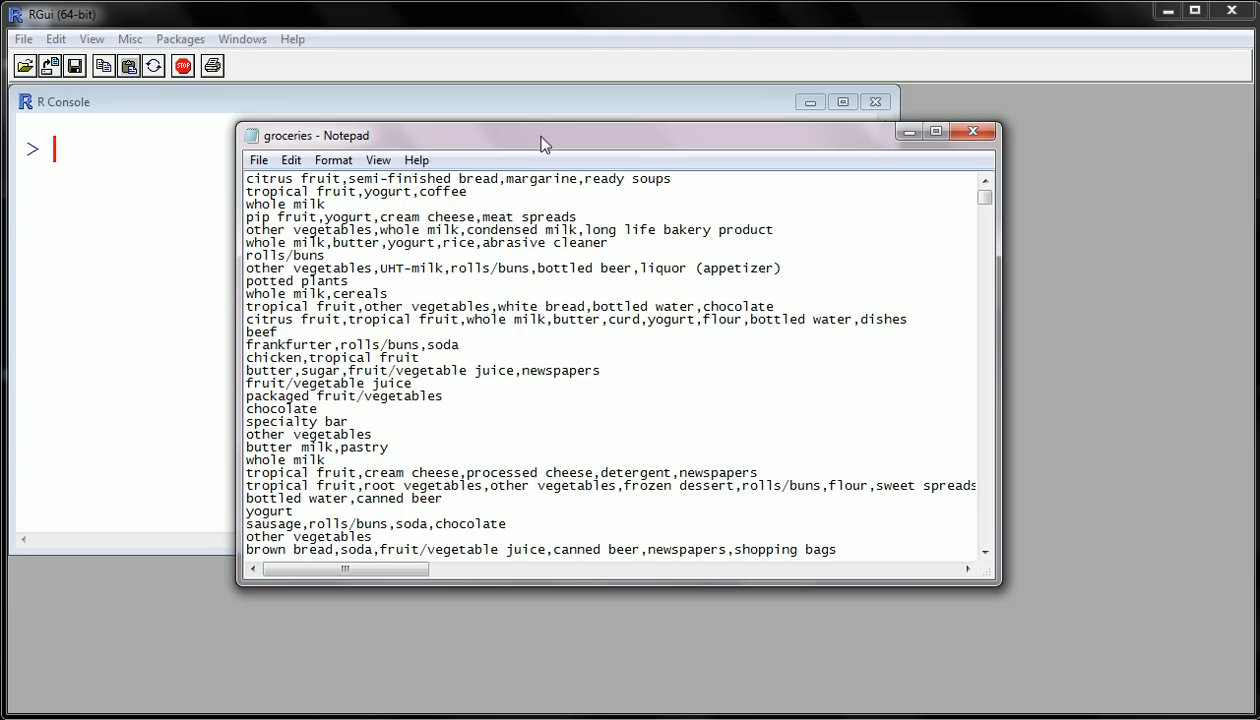 RGui (64-bit)
File Edit View Misc Packages Windows Help
STOP
R Console
>
groceries - Notepad
File Edit Format View Help
citrus fruit,semi-finished bread,margarine,ready soups
tropical fruit,yogurt,coffee
whole milk
pip fruit,yogurt,cream cheese,meat spreads
other vegetables,whole milk,condensed milk,long life bakery product
whole milk,butter,yogurt,rice,abrasive cleaner
rolls/buns
other vegetables,UHT-milk,rolls/buns,bottled beer,liquor (appetizer)
potted plants
whole milk,cereals
tropical fruit,other vegetables,white bread,bottled water,chocolate
citrus fruit,tropical fruit,whole milk,butter,curd,yogurt,flour,bottled water,dishes
beef
frankfurter,rolls/buns,soda
chicken,tropical fruit
butter,sugar,fruit/vegetable juice,newspapers
fruit/vegetable juice
packaged fruit/vegetables
chocolate
specialty bar
other vegetables
butter milk,pastry
whole milk
tropical fruit,cream cheese,processed cheese,detergent,newspapers
tropical fruit,root vegetables,other vegetables,frozen dessert,rolls/buns,flour,sweet spreads
bottled water,canned beer
yogurt
sausage,rolls/buns,soda,chocolate
other vegetables
brown bread,soda,fruit/vegetable juice,canned beer,newspapers,shopping bags